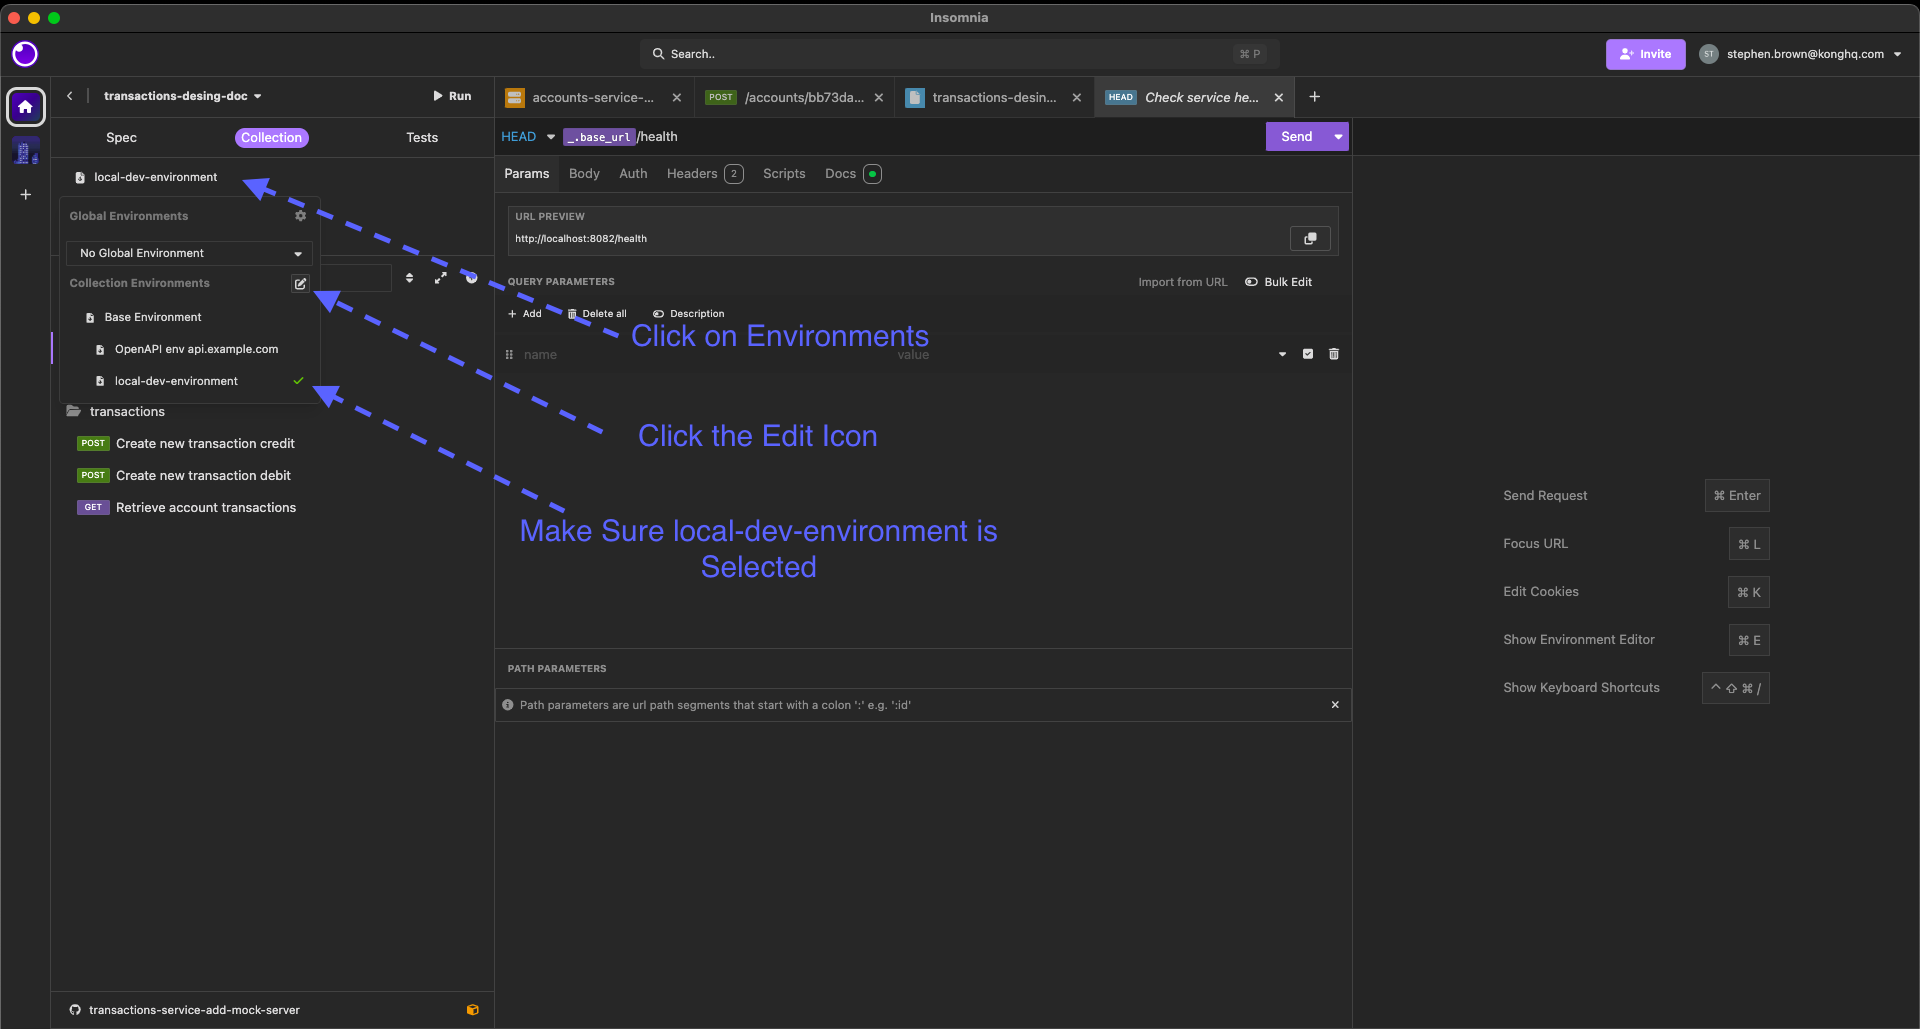 Insomnia
Search..
⌘ P
Invite
ST
stephen.brown@konghq.com
transactions-desing-doc
Run
accounts-service-...
POST /accounts/bb73da...
transactions-desin...
HEAD Check service he...
Spec
Collection
Tests
HEAD
_.base_url/health
Send
local-dev-environment
Global Environments
No Global Environment
Collection Environments
Base Environment
OpenAPI env api.example.com
local-dev-environment
transactions
POST Create new transaction credit
POST Create new transaction debit
GET Retrieve account transactions
transactions-service-add-mock-server
Params
Body
Auth
Headers 2
Scripts
Docs
URL PREVIEW
http://localhost:8082/health
QUERY PARAMETERS
Import from URL
Bulk Edit
Add
Delete all
Description
Click on Environments
name
value
Click the Edit Icon
Make Sure local-dev-environment is
Selected
PATH PARAMETERS
Path parameters are url path segments that start with a colon ':' e.g. ':id'
Send Request
⌘ Enter
Focus URL
⌘ L
Edit Cookies
⌘ K
Show Environment Editor
⌘ E
Show Keyboard Shortcuts
⌃ ⇧ ⌘ /